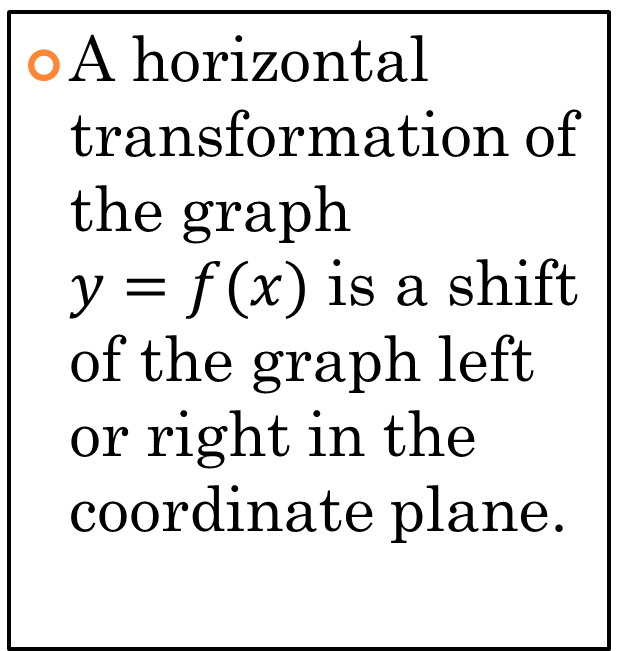 A horizontal
transformation of
the graph
y = f(x) is a shift
of the graph left
or right in the
coordinate plane.